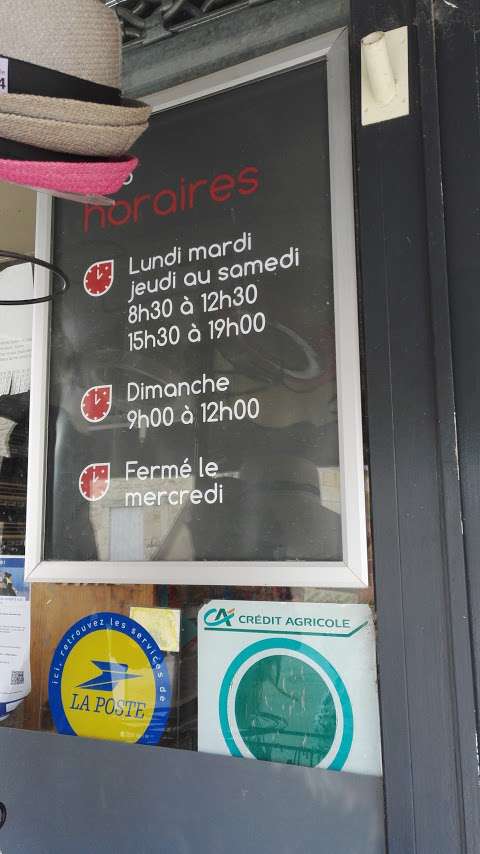 horaires
Lundi mardi
jeudi au samedi
8h30 à 12h30
15h30 à 19h00
Dimanche
9h00 à 12h00
Fermé le
mercredi
ici, retrouvez les services de
LA POSTE
CA CRÉDIT AGRICOLE